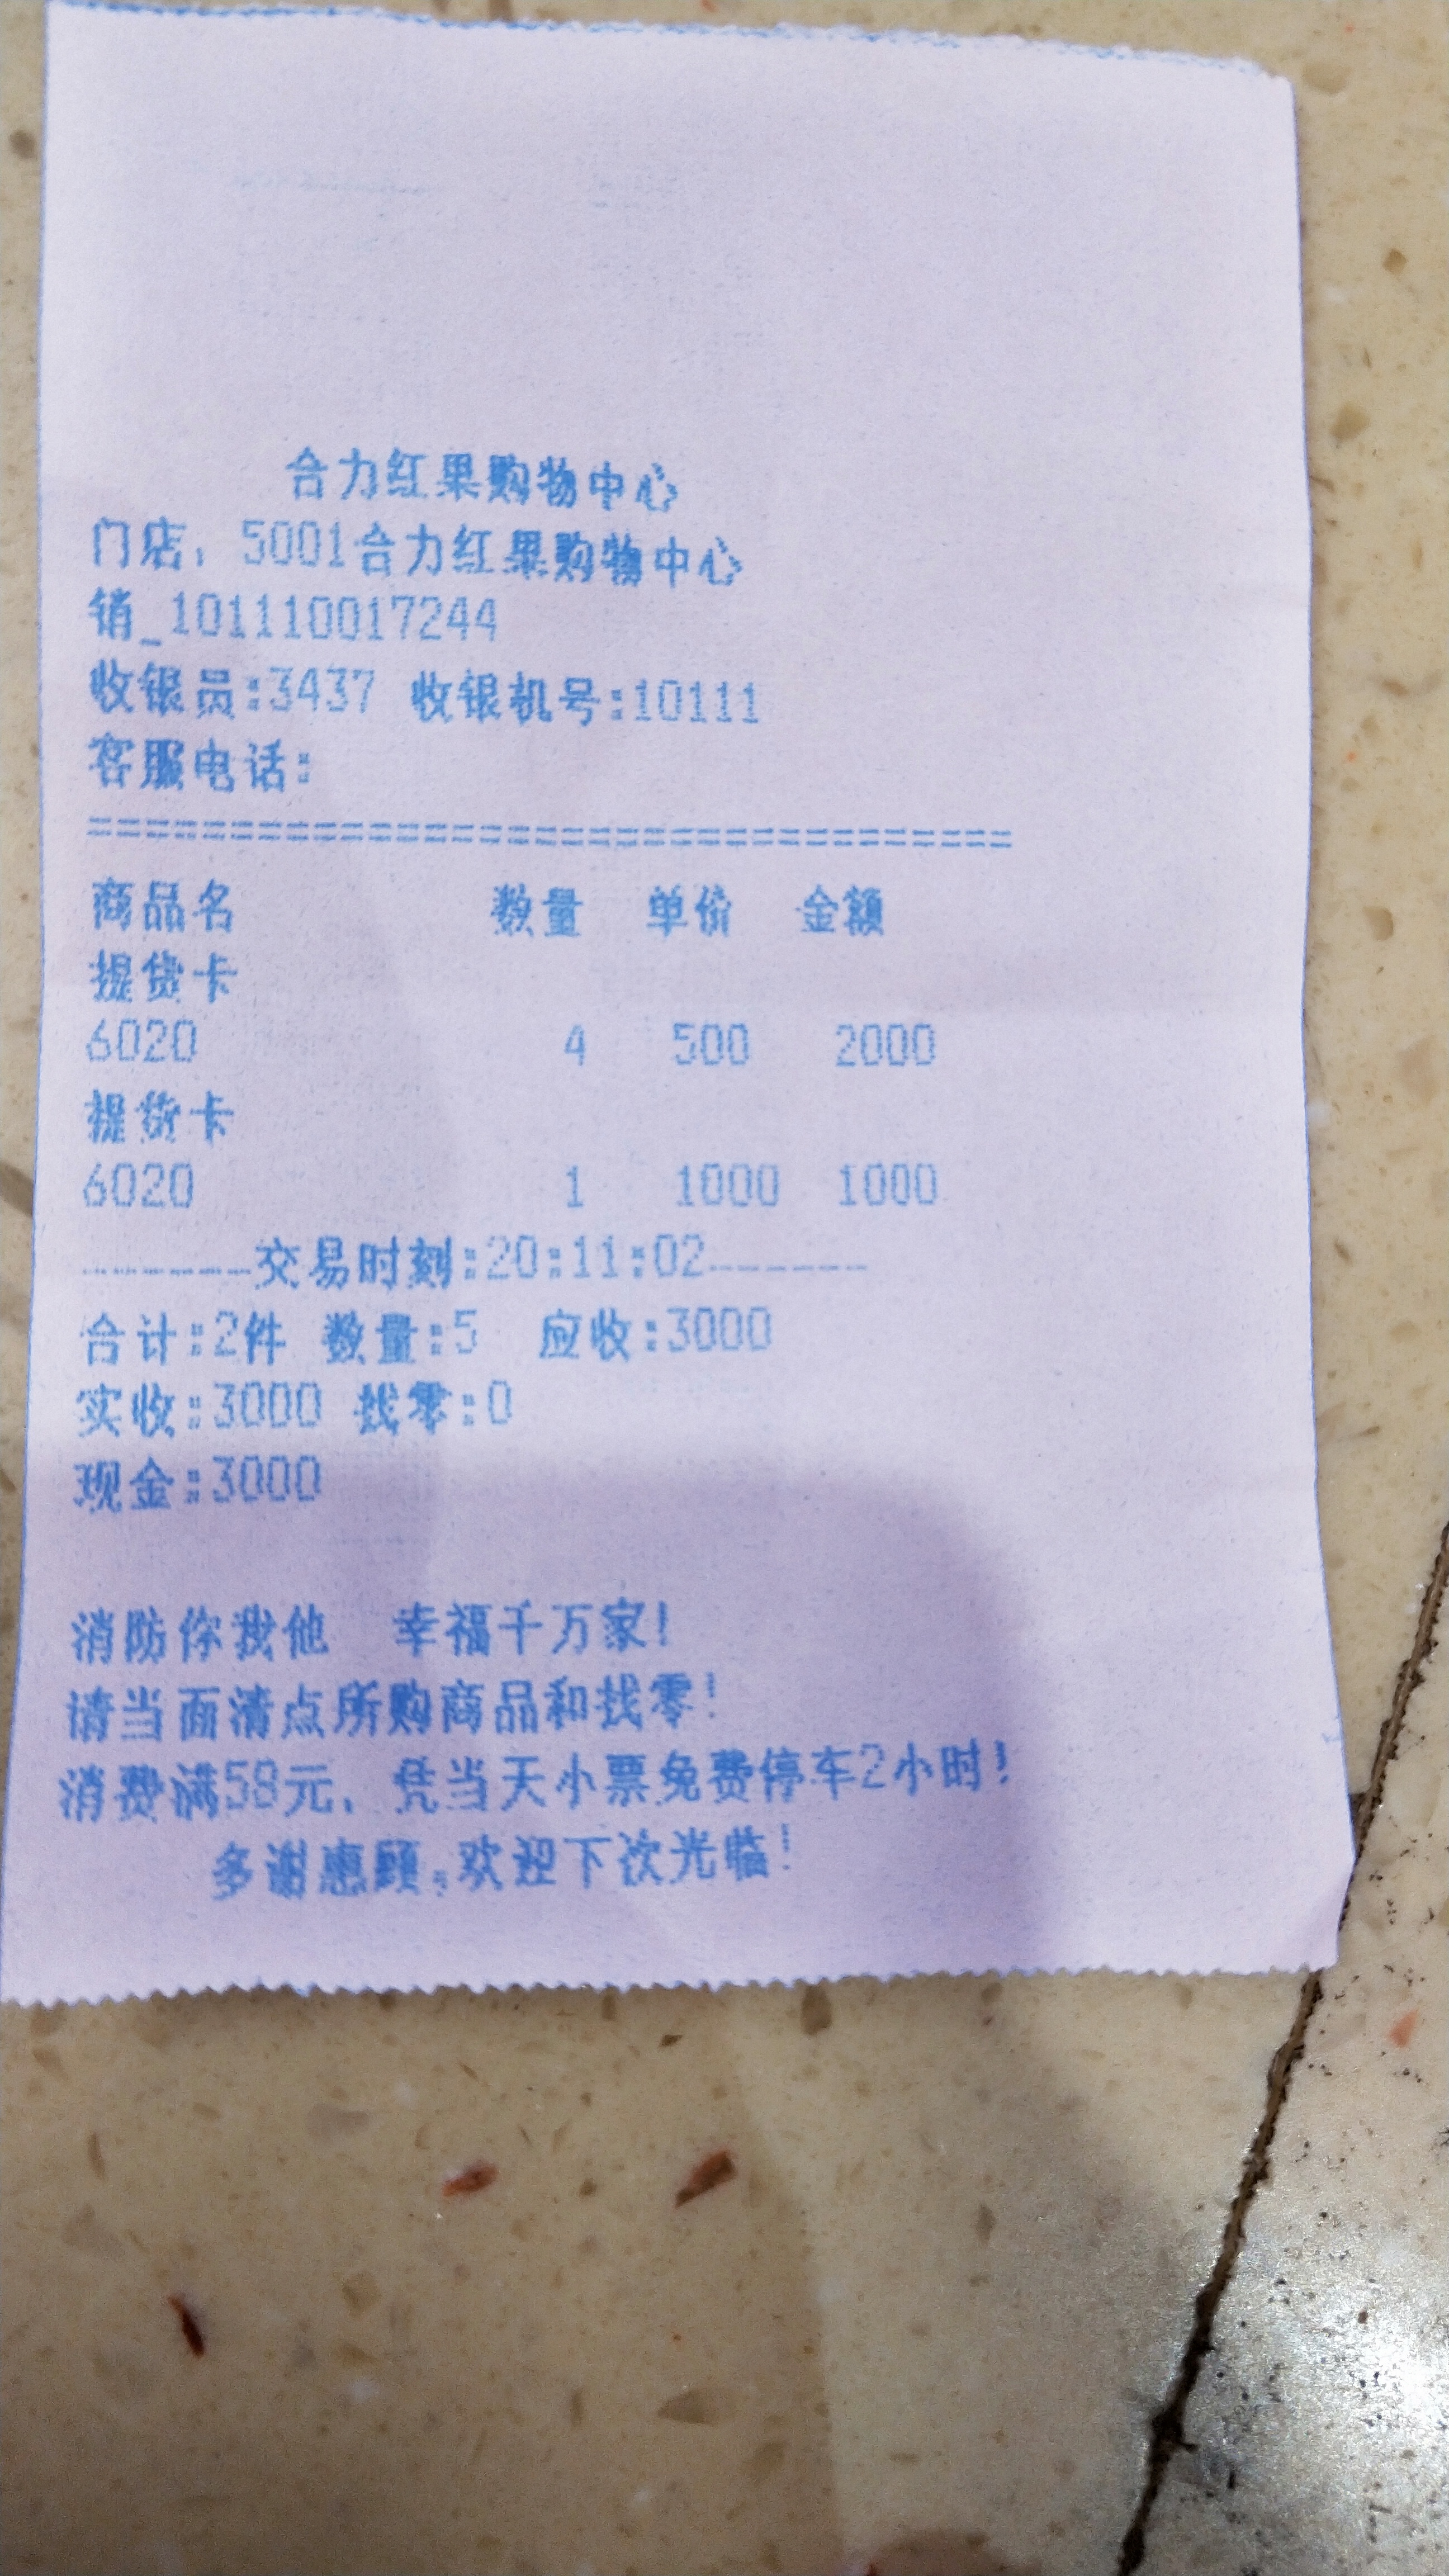 合力红果购物中心
门店: 5001合力红果购物中心
销_101110017244
收银员:3437 收银机号:10111
客服电话:
==================================
商品名 数量 单价 金额
提货卡
6020 4 500 2000
提货卡
6020 1 1000 1000
--------交易时刻:20:11:02--------
合计:2件 数量:5 应收:3000
实收:3000 找零:0
现金:3000
消防你我他 幸福千万家!
请当面清点所购商品和找零!
消费满58元, 凭当天小票免费停车2小时!
多谢惠顾,欢迎下次光临!